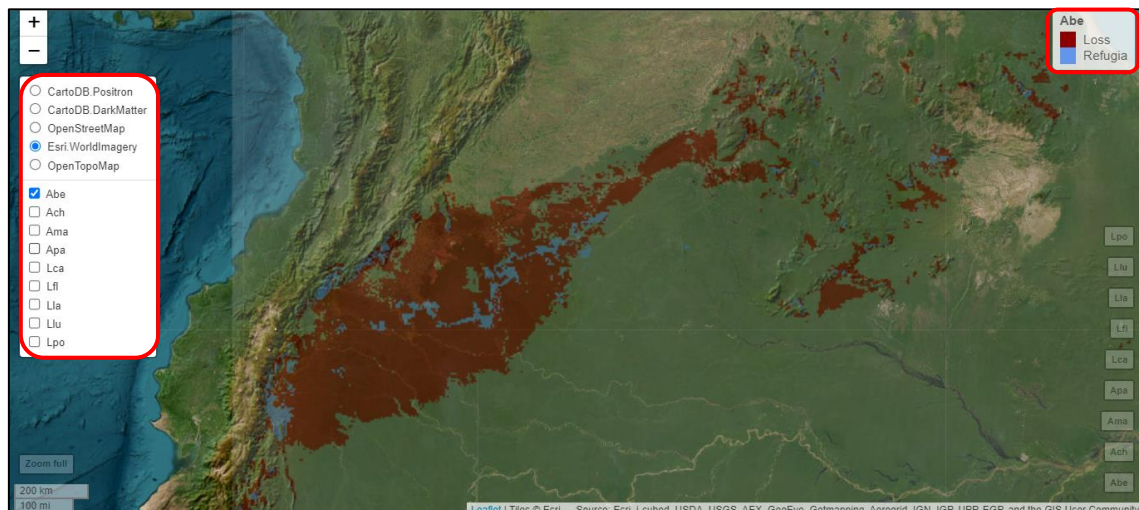 +
−
CartoDB.Positron
CartoDB.DarkMatter
OpenStreetMap
Esri.WorldImagery
OpenTopoMap
Abe
Ach
Ama
Apa
Lca
Lfl
Lla
Llu
Lpo
Abe
Loss
Refugia
Lpo
Llu
Lla
Lfl
Lca
Apa
Ama
Ach
Abe
Zoom full
200 km
100 mi
Leaflet | Tiles © Esri — Source: Esri, i-cubed, USDA, USGS, AEX, GeoEye, Getmapping, Aerogrid, IGN, IGP, UPR-EGP, and the GIS User Community